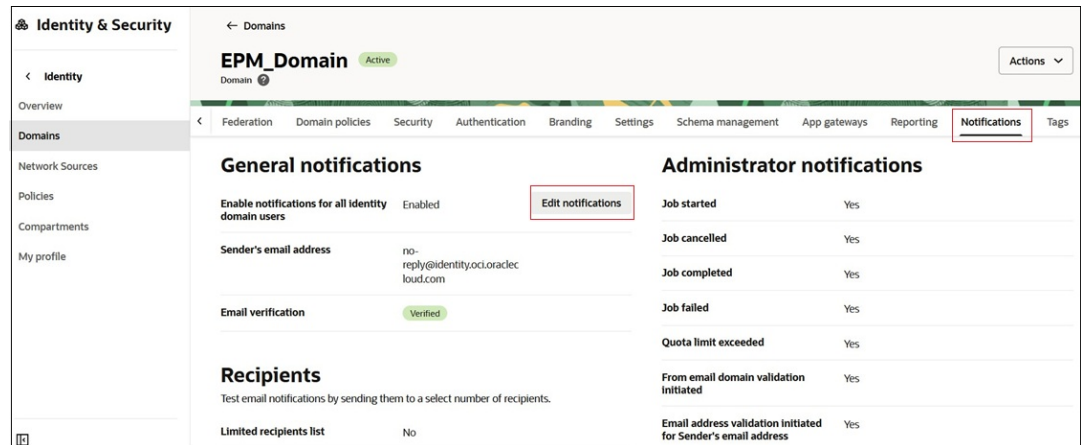 Identity & Security
< Identity
Overview
Domains
Network Sources
Policies
Compartments
My profile
← Domains
EPM_Domain Active
Domain ?
Actions
< Federation Domain policies Security Authentication Branding Settings Schema management App gateways Reporting Notifications Tags
General notifications
Enable notifications for all identity
domain users
Enabled
Edit notifications
Sender's email address
no-
reply@identity.oci.oraclec
loud.com
Email verification
Verified
Recipients
Test email notifications by sending them to a select number of recipients.
Limited recipients list No
Administrator notifications
Job started Yes
Job cancelled Yes
Job completed Yes
Job failed Yes
Quota limit exceeded Yes
From email domain validation
initiated
Yes
Email address validation initiated
for Sender's email address
Yes